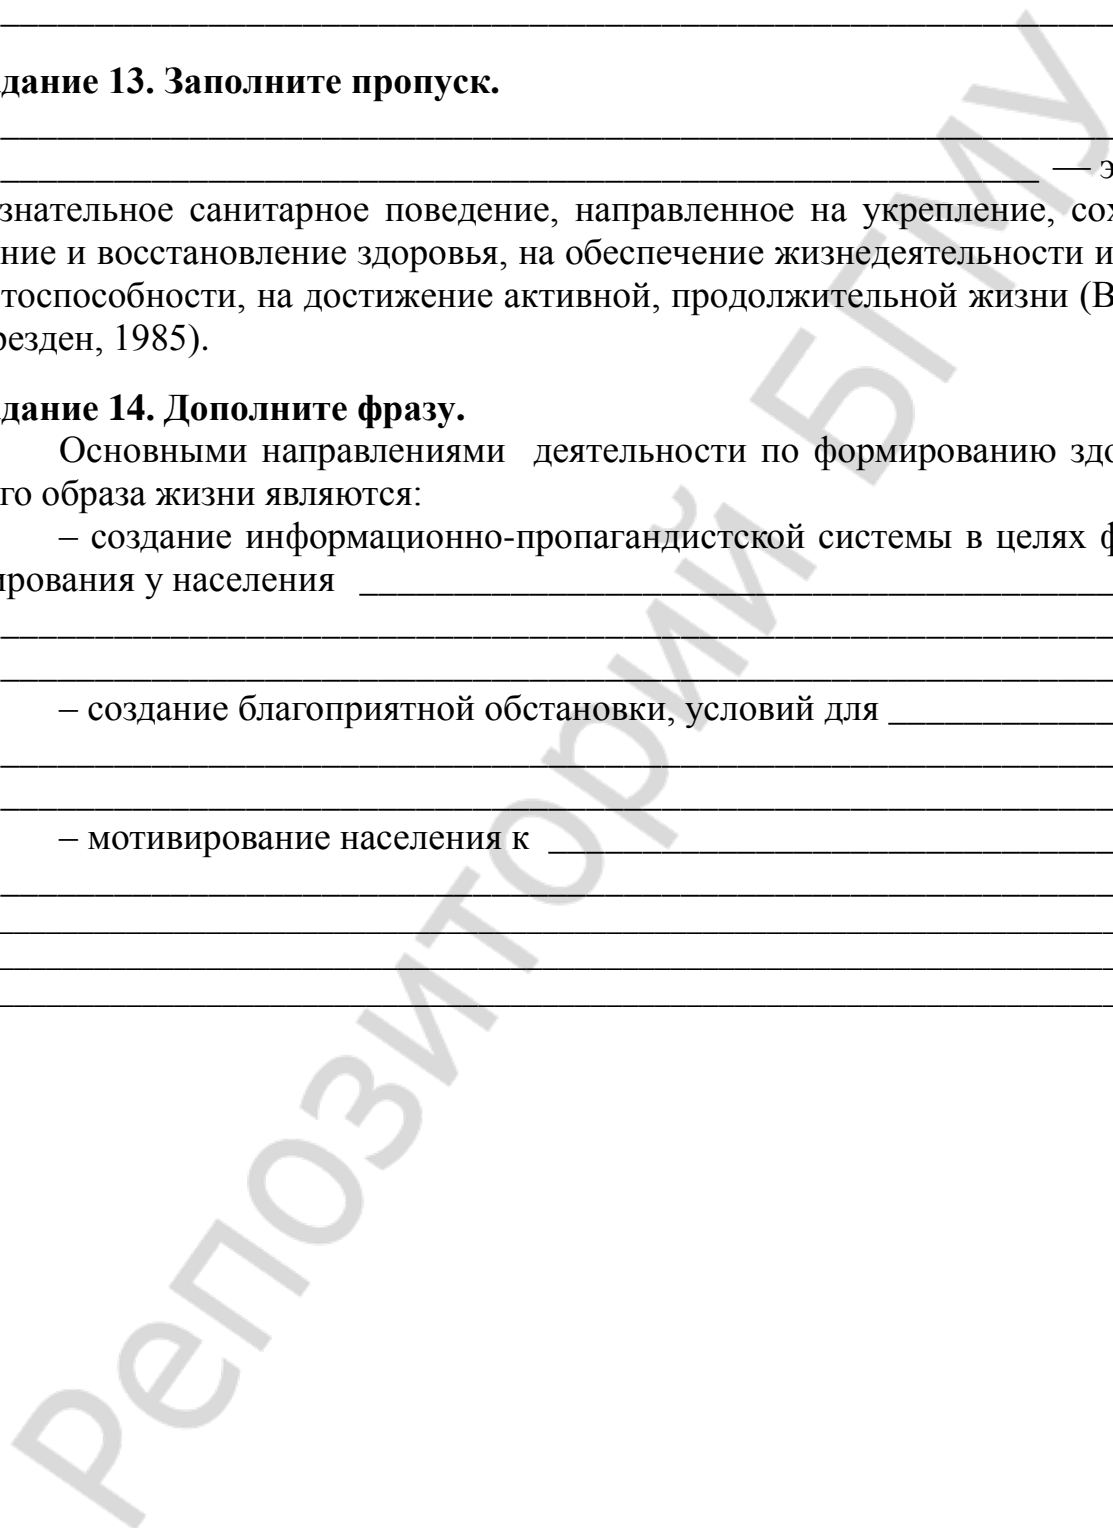 дание 13. Заполните пропуск.
— э
знательное санитарное поведение, направленное на укрепление, сох
ние и восстановление здоровья, на обеспечение жизнедеятельности и
тоспособности, на достижение активной, продолжительной жизни (В
резден, 1985).
дание 14. Дополните фразу.
Основными направлениями деятельности по формированию здо
го образа жизни являются:
– создание информационно-пропагандистской системы в целях ф
ирования у населения
– создание благоприятной обстановки, условий для
– мотивирование населения к
Репозиторий БГМУ